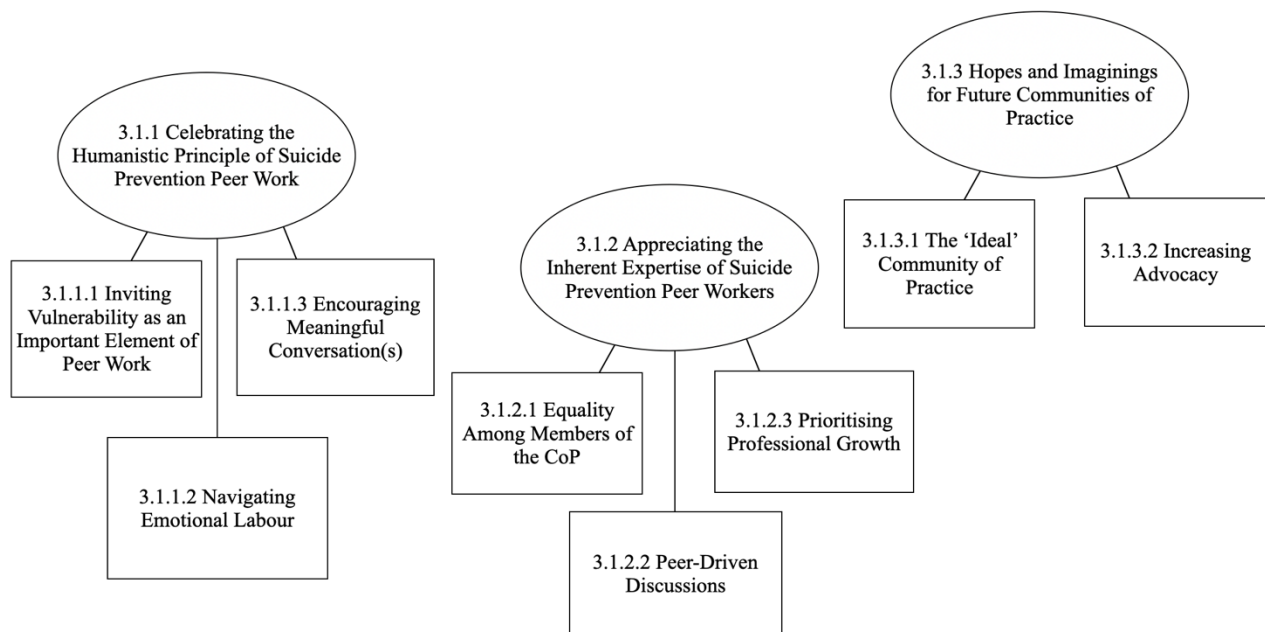 3.1.1 Celebrating the
Humanistic Principle of Suicide
Prevention Peer Work
3.1.1.1 Inviting
Vulnerability as an
Important Element of
Peer Work
3.1.1.2 Navigating
Emotional Labour
3.1.1.3 Encouraging
Meaningful
Conversation(s)
3.1.2 Appreciating the
Inherent Expertise of Suicide
Prevention Peer Workers
3.1.2.1 Equality
Among Members of
the CoP
3.1.2.2 Peer-Driven
Discussions
3.1.2.3 Prioritising
Professional Growth
3.1.3 Hopes and Imaginings
for Future Communities of
Practice
3.1.3.1 The ‘Ideal’
Community of
Practice
3.1.3.2 Increasing
Advocacy